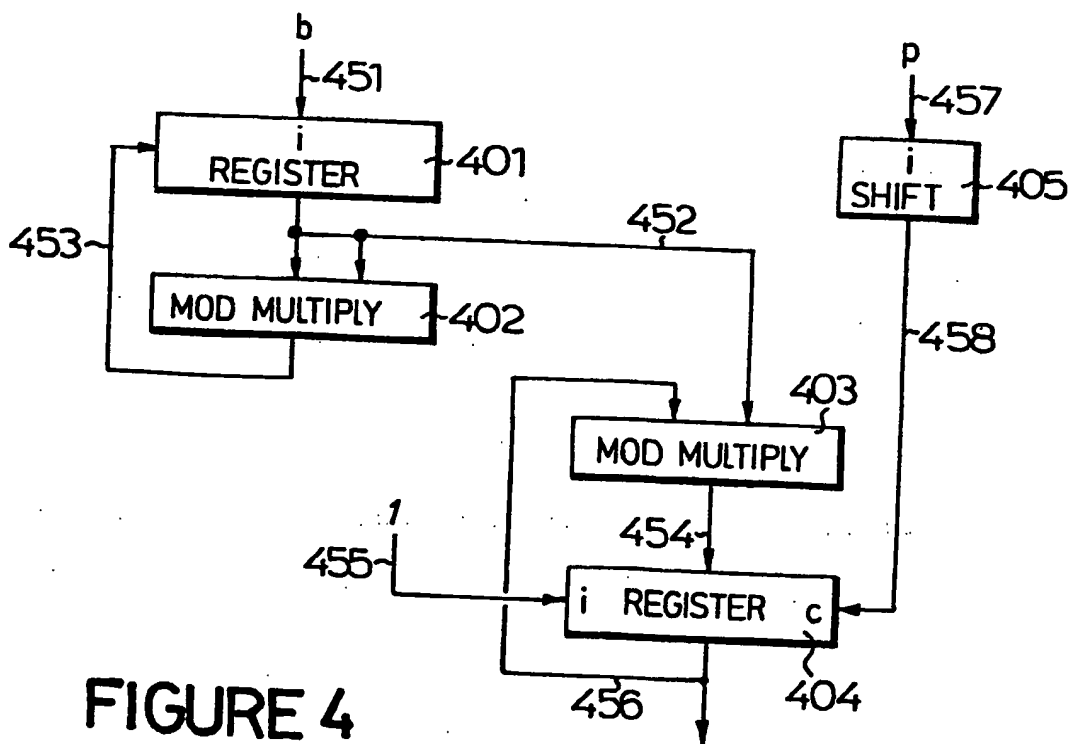 b
451
p
457
i
REGISTER
401
i
SHIFT
405
453
452
MOD MULTIPLY
402
458
403
MOD MULTIPLY
1
455
454
i REGISTER c
404
456
FIGURE 4